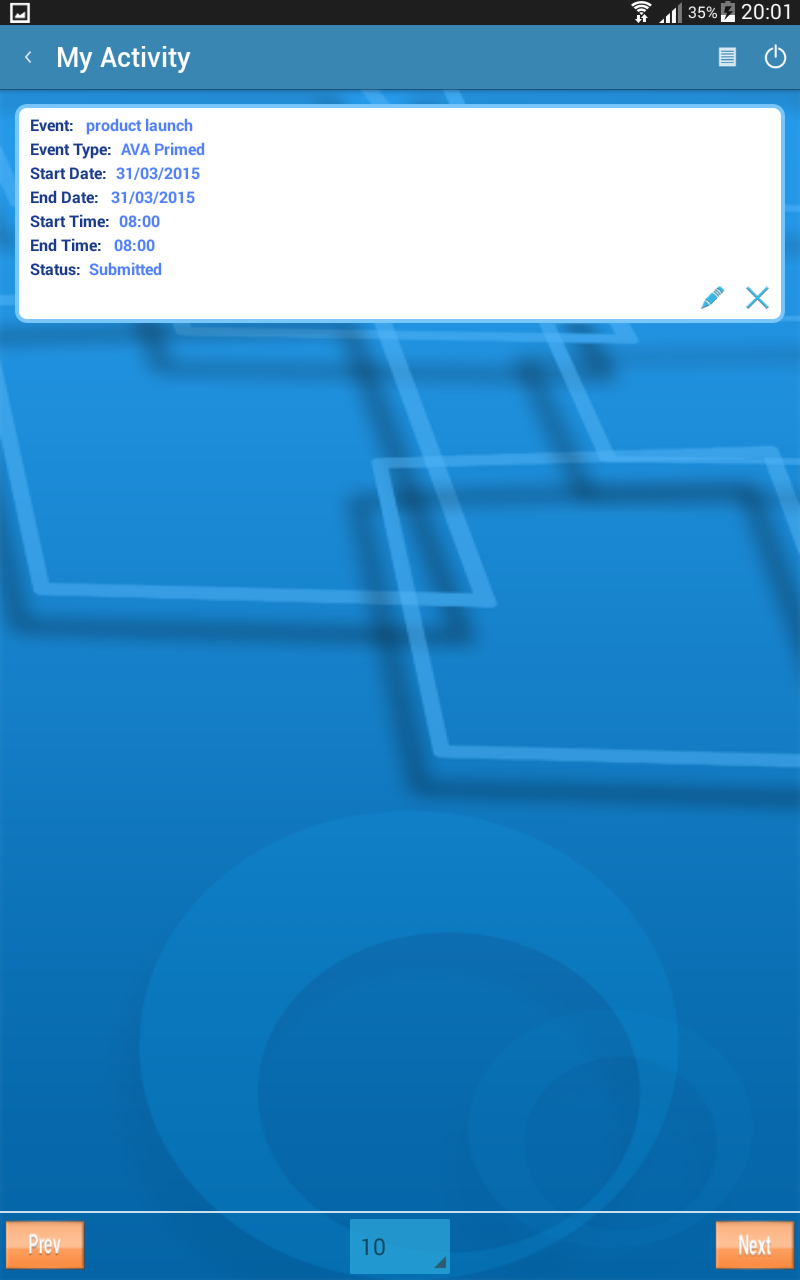 35% 20:01
My Activity
Event: product launch
Event Type: AVA Primed
Start Date: 31/03/2015
End Date: 31/03/2015
Start Time: 08:00
End Time: 08:00
Status: Submitted
Prev 10 Next